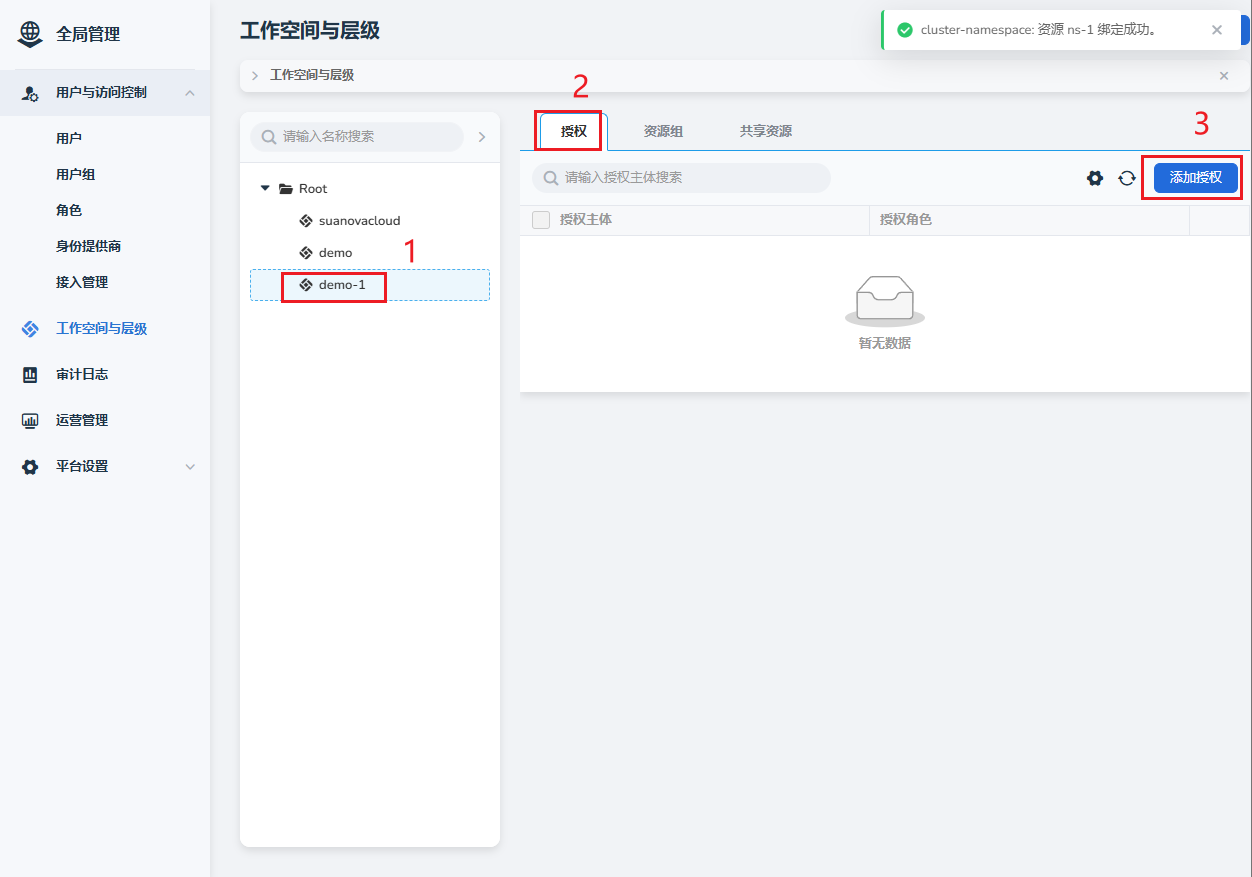 全局管理
用户与访问控制
用户
用户组
角色
身份提供商
接入管理
工作空间与层级
审计日志
运营管理
平台设置
工作空间与层级
cluster-namespace: 资源 ns-1 绑定成功。
工作空间与层级
请输入名称搜索
Root
suanovacloud
demo
1
demo-1
2
授权
资源组
共享资源
3
请输入授权主体搜索
添加授权
授权主体
授权角色
暂无数据